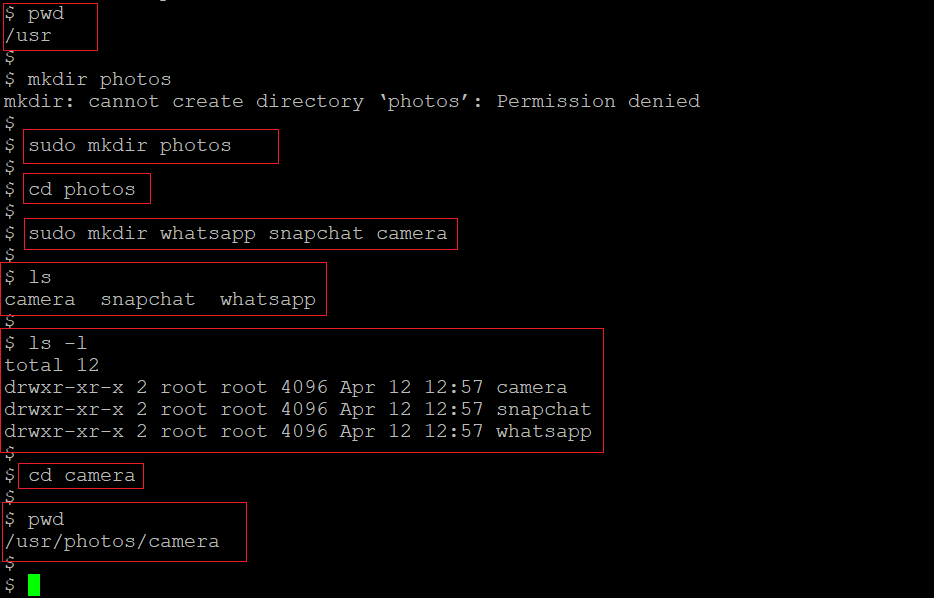 $ pwd
/usr
$
$ mkdir photos
mkdir: cannot create directory ‘photos’: Permission denied
$
$ sudo mkdir photos
$
$ cd photos
$
$ sudo mkdir whatsapp snapchat camera
$
$ ls
camera  snapchat  whatsapp
$
$ ls -l
total 12
drwxr-xr-x 2 root root 4096 Apr 12 12:57 camera
drwxr-xr-x 2 root root 4096 Apr 12 12:57 snapchat
drwxr-xr-x 2 root root 4096 Apr 12 12:57 whatsapp
$
$ cd camera
$
$ pwd
/usr/photos/camera
$
$